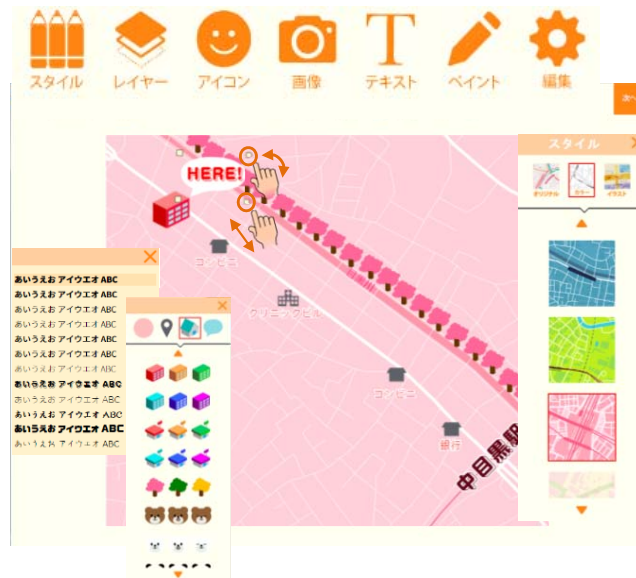 スタイル
レイヤー
アイコン
画像
テキスト
ペイント
編集
次へ
スタイル
オリジナル
カラー
イラスト
HERE!
コンビニ
クリニックビル
コンビニ
銀行
中目黒駅
あいうえお アイウエオ ABC
あいうえお アイウエオ ABC
あいうえお アイウエオ ABC
あいうえお アイウエオ ABC
あいうえお アイウエオ ABC
あいうえお アイウエオ ABC
あいうえお アイウエオ ABC
あいうえお アイウエオ ABC
あいうえお アイウエオ ABC
あいうえお アイウエオ ABC
あいうえお アイウエオ ABC
あいうえお アイウエオ ABC